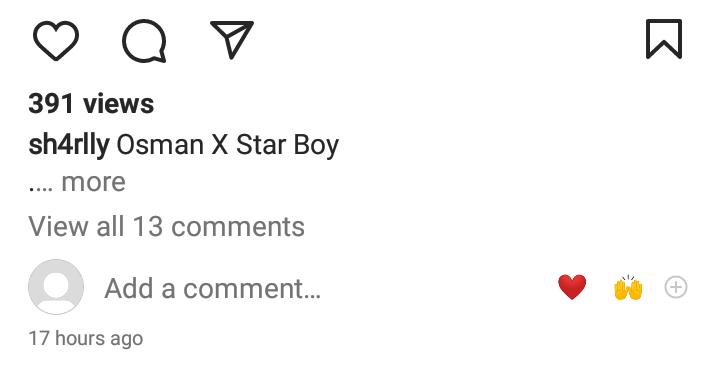 391 views
sh4rlly Osman X Star Boy
.... more
View all 13 comments
Add a comment...
17 hours ago